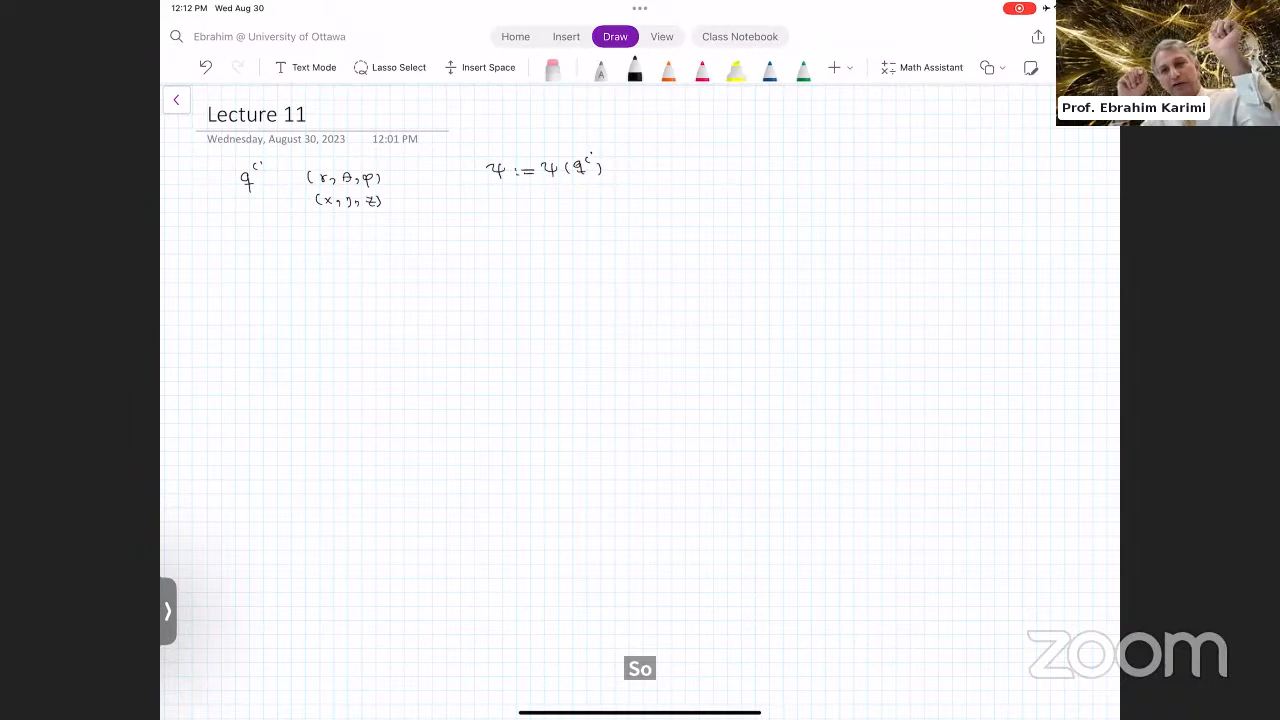 12:12 PM Wed Aug 30
Ebrahim @ University of Ottawa
Home Insert Draw View Class Notebook
Text Mode Lasso Select Insert Space A Math Assistant
Prof. Ebrahim Karimi
Lecture 11
Wednesday, August 30, 2023 12:01 PM
qⁱ (r, θ, φ) ψ := ψ(qⁱ)
(x, y, z)
So
zoom